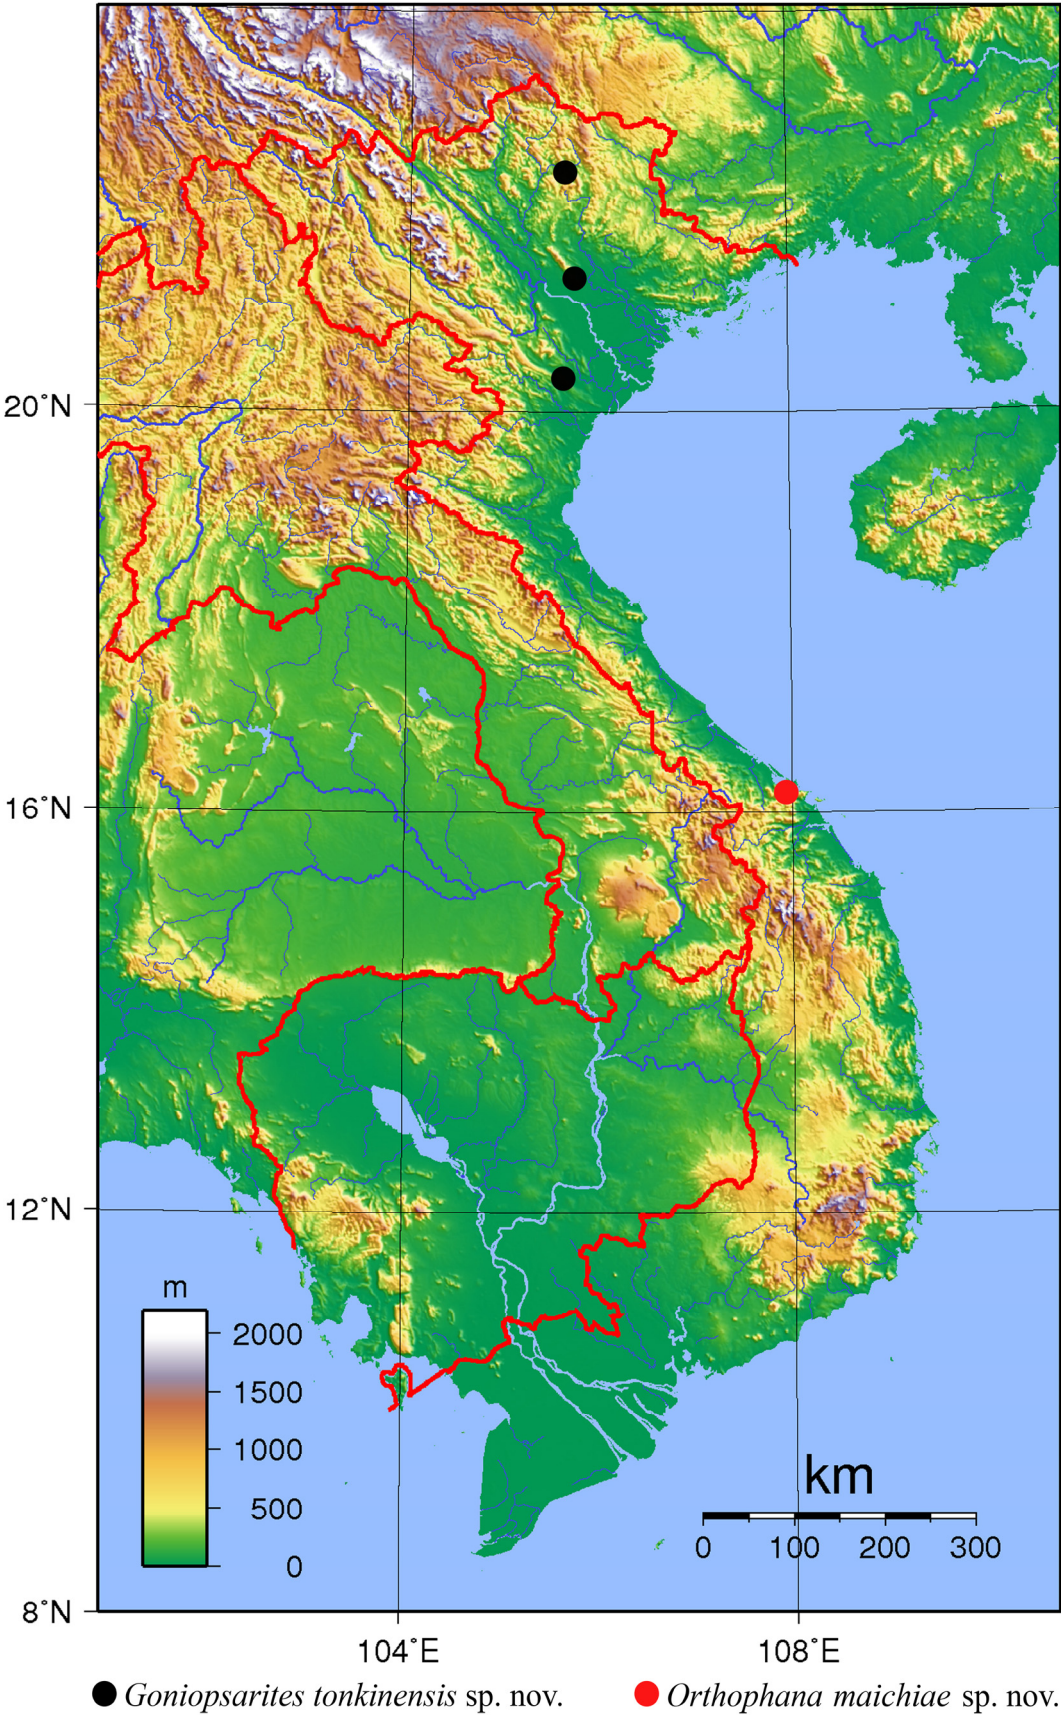 20°N
16°N
12°N
m
2000
1500
1000
500
0
km
0 100 200 300
8°N
104°E 108°E
Goniopsarites tonkinensis sp. nov. Orthophana maichiae sp. nov.